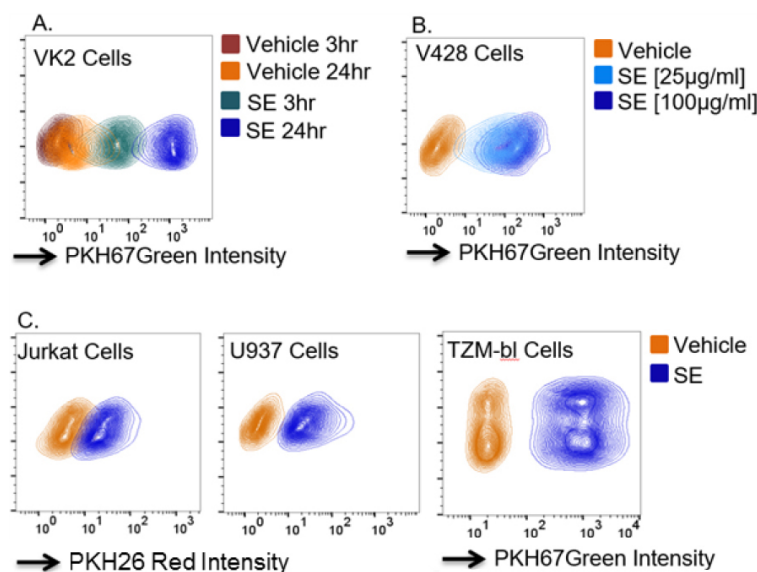 A.
VK2 Cells
Vehicle 3hr
Vehicle 24hr
SE 3hr
SE 24hr
10⁰ 10¹ 10² 10³
PKH67Green Intensity
B.
V428 Cells
Vehicle
SE [25µg/ml]
SE [100µg/ml]
10⁰ 10¹ 10² 10³
PKH67Green Intensity
C.
Jurkat Cells
10⁰ 10¹ 10² 10³
U937 Cells
10⁰ 10¹ 10² 10³
PKH26 Red Intensity
TZM-bl Cells
Vehicle
SE
10¹ 10² 10³ 10⁴
PKH67Green Intensity